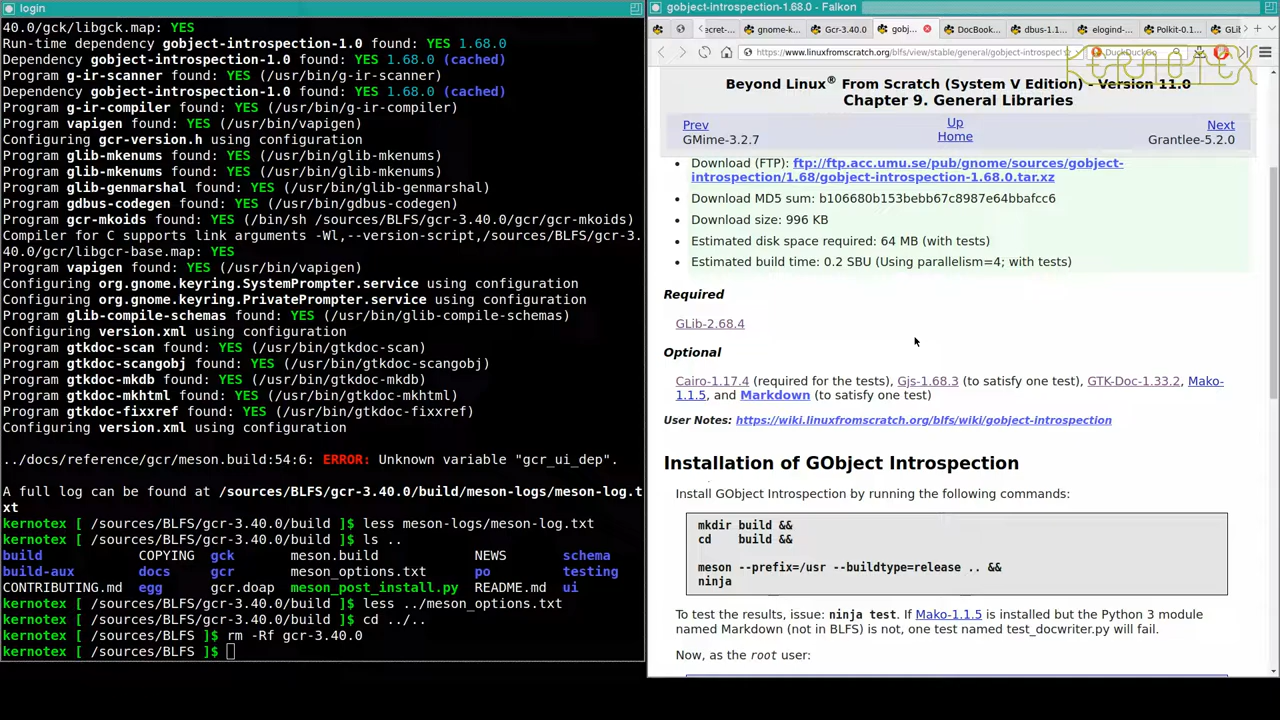 login
40.0/gck/libgck.map: YES
Run-time dependency gobject-introspection-1.0 found: YES 1.68.0
Dependency gobject-introspection-1.0 found: YES 1.68.0 (cached)
Program g-ir-scanner found: YES (/usr/bin/g-ir-scanner)
Dependency gobject-introspection-1.0 found: YES 1.68.0 (cached)
Program g-ir-compiler found: YES (/usr/bin/g-ir-compiler)
Program vapigen found: YES (/usr/bin/vapigen)
Configuring gcr-version.h using configuration
Program glib-mkenums found: YES (/usr/bin/glib-mkenums)
Program glib-mkenums found: YES (/usr/bin/glib-mkenums)
Program glib-genmarshal found: YES (/usr/bin/glib-genmarshal)
Program gdbus-codegen found: YES (/usr/bin/gdbus-codegen)
Program gcr-mkoids found: YES (/bin/sh /sources/BLFS/gcr-3.40.0/gcr/gcr-mkoids)
Compiler for C supports link arguments -Wl,--version-script,/sources/BLFS/gcr-3.
40.0/gcr/libgcr-base.map: YES
Program vapigen found: YES (/usr/bin/vapigen)
Configuring org.gnome.keyring.SystemPrompter.service using configuration
Configuring org.gnome.keyring.PrivatePrompter.service using configuration
Program glib-compile-schemas found: YES (/usr/bin/glib-compile-schemas)
Configuring version.xml using configuration
Program gtkdoc-scan found: YES (/usr/bin/gtkdoc-scan)
Program gtkdoc-scangobj found: YES (/usr/bin/gtkdoc-scangobj)
Program gtkdoc-mkdb found: YES (/usr/bin/gtkdoc-mkdb)
Program gtkdoc-mkhtml found: YES (/usr/bin/gtkdoc-mkhtml)
Program gtkdoc-fixxref found: YES (/usr/bin/gtkdoc-fixxref)
Configuring version.xml using configuration
../docs/reference/gcr/meson.build:54:6: ERROR: Unknown variable "gcr_ui_dep".
A full log can be found at /sources/BLFS/gcr-3.40.0/build/meson-logs/meson-log.t
xt
kernotex [ /sources/BLFS/gcr-3.40.0/build ]$ less meson-logs/meson-log.txt
kernotex [ /sources/BLFS/gcr-3.40.0/build ]$ ls ..
build COPYING gck meson.build NEWS schema
build-aux docs gcr meson_options.txt po testing
CONTRIBUTING.md egg gcr.doap meson_post_install.py README.md ui
kernotex [ /sources/BLFS/gcr-3.40.0/build ]$ less ../meson_options.txt
kernotex [ /sources/BLFS/gcr-3.40.0/build ]$ cd ../..
kernotex [ /sources/BLFS ]$ rm -Rf gcr-3.40.0
kernotex [ /sources/BLFS ]$
gobject-introspection-1.68.0 - Falkon
ecret- gnome-k... Gcr-3.40.0 gobj... DocBook... dbus-1.1... elogind-... Polkit-0.1... GLi
https://www.linuxfromscratch.org/blfs/view/stable/general/gobject-introspect DuckDuckGo
KERNOTEX
Beyond Linux® From Scratch (System V Edition) - Version 11.0
Chapter 9. General Libraries
Prev Up Next
GMime-3.2.7 Home Grantlee-5.2.0
• Download (FTP): ftp://ftp.acc.umu.se/pub/gnome/sources/gobject-
introspection/1.68/gobject-introspection-1.68.0.tar.xz
• Download MD5 sum: b106680b153bebb67c8987e64bbafcc6
• Download size: 996 KB
• Estimated disk space required: 64 MB (with tests)
• Estimated build time: 0.2 SBU (Using parallelism=4; with tests)
Required
GLib-2.68.4
Optional
Cairo-1.17.4 (required for the tests), Gjs-1.68.3 (to satisfy one test), GTK-Doc-1.33.2, Mako-
1.1.5, and Markdown (to satisfy one test)
User Notes: https://wiki.linuxfromscratch.org/blfs/wiki/gobject-introspection
Installation of GObject Introspection
Install GObject Introspection by running the following commands:
mkdir build &&
cd build &&
meson --prefix=/usr --buildtype=release .. &&
ninja
To test the results, issue: ninja test. If Mako-1.1.5 is installed but the Python 3 module
named Markdown (not in BLFS) is not, one test named test_docwriter.py will fail.
Now, as the root user: